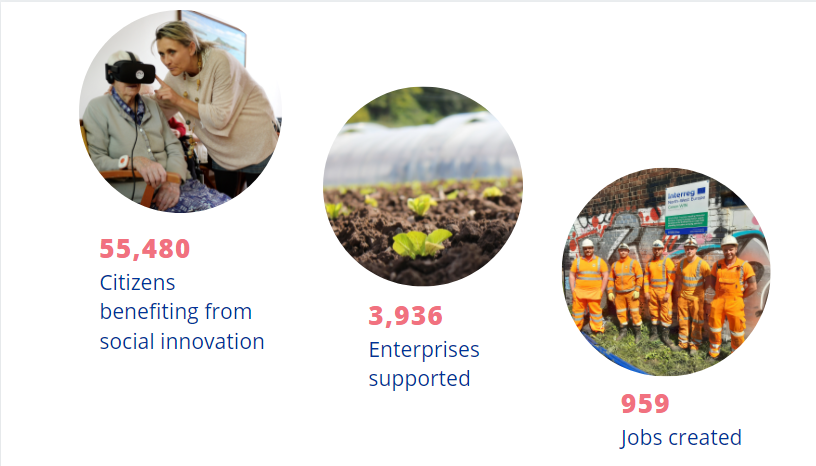 55,480
Citizens
benefiting from
social innovation
3,936
Enterprises
supported
Interreg
North-West Europe
959
Jobs created